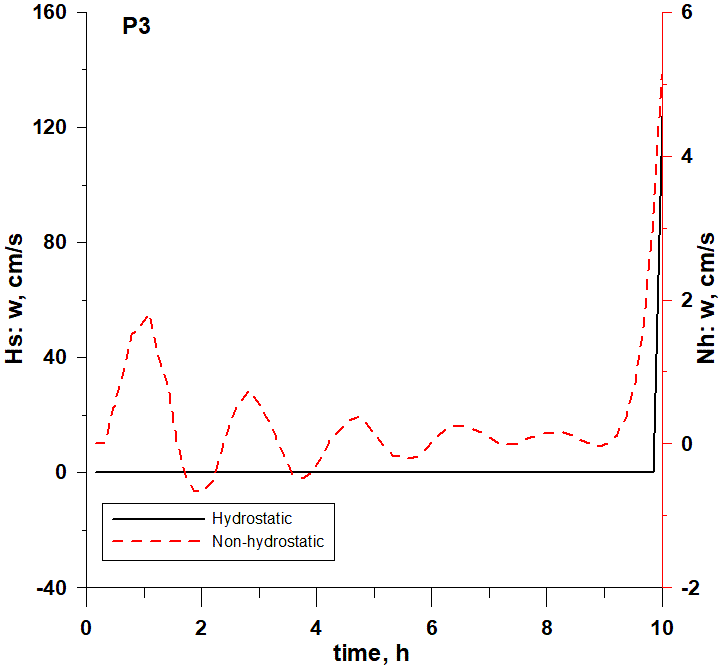 P3
160
120
80
40
0
-40
Hs: w, cm/s
6
4
2
0
-2
Nh: w, cm/s
Hydrostatic
Non-hydrostatic
0 2 4 6 8 10
time, h